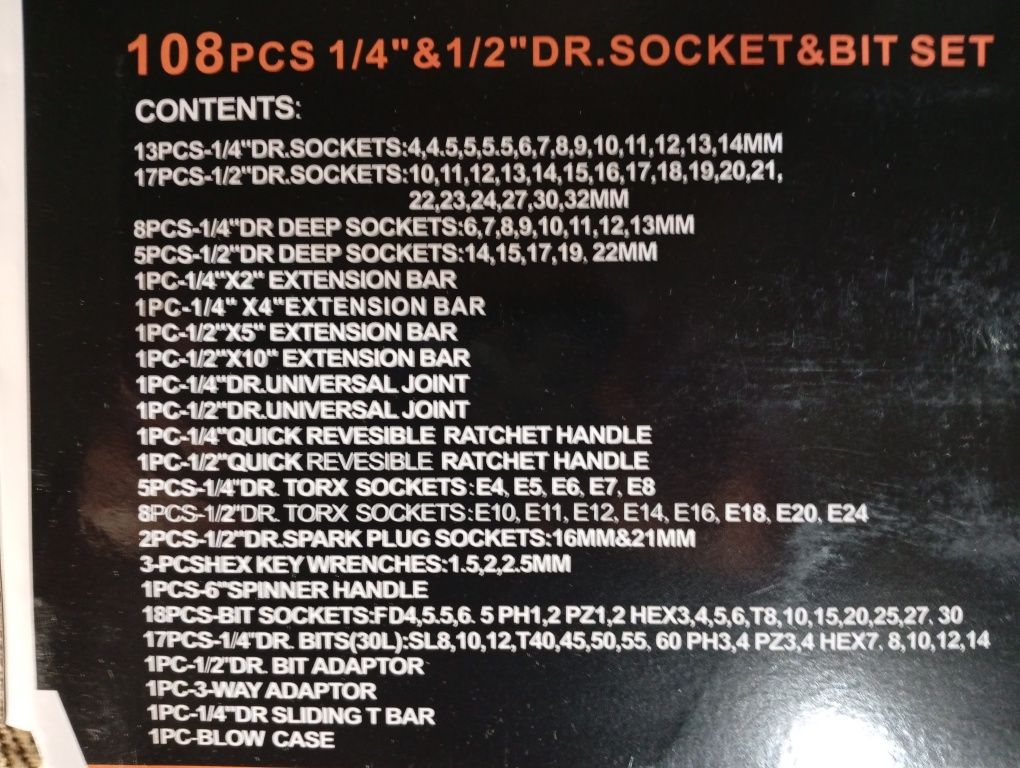 108PCS 1/4"&1/2"DR.SOCKET&BIT SET
CONTENTS:
13PCS-1/4"DR.SOCKETS:4,4.5,5,5.5,6,7,8,9,10,11,12,13,14MM
17PCS-1/2"DR.SOCKETS:10,11,12,13,14,15,16,17,18,19,20,21,
22,23,24,27,30,32MM
8PCS-1/4"DR DEEP SOCKETS:6,7,8,9,10,11,12,13MM
5PCS-1/2"DR DEEP SOCKETS:14,15,17,19, 22MM
1PC-1/4"X2" EXTENSION BAR
1PC-1/4" X4"EXTENSION BAR
1PC-1/2"X5" EXTENSION BAR
1PC-1/2"X10" EXTENSION BAR
1PC-1/4"DR.UNIVERSAL JOINT
1PC-1/2"DR.UNIVERSAL JOINT
1PC-1/4"QUICK REVESIBLE RATCHET HANDLE
1PC-1/2"QUICK REVESIBLE RATCHET HANDLE
5PCS-1/4"DR. TORX SOCKETS:E4, E5, E6, E7, E8
8PCS-1/2"DR. TORX SOCKETS:E10, E11, E12, E14, E16, E18, E20, E24
2PCS-1/2"DR.SPARK PLUG SOCKETS:16MM&21MM
3-PCSHEX KEY WRENCHES:1.5,2,2.5MM
1PCS-6"SPINNER HANDLE
18PCS-BIT SOCKETS:FD4,5.5,6. 5 PH1,2 PZ1,2 HEX3,4,5,6,T8,10,15,20,25,27. 30
17PCS-1/4"DR. BITS(30L):SL8,10,12,T40,45,50,55. 60 PH3,4 PZ3,4 HEX7. 8,10,12,14
1PC-1/2"DR. BIT ADAPTOR
1PC-3-WAY ADAPTOR
1PC-1/4"DR SLIDING T BAR
1PC-BLOW CASE